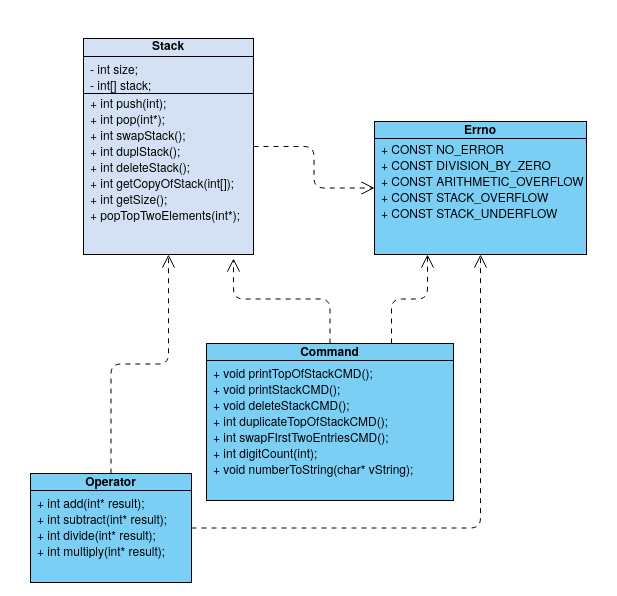 Stack
- int size;
- int[] stack;
+ int push(int);
+ int pop(int*);
+ int swapStack();
+ int duplStack();
+ int deleteStack();
+ int getCopyOfStack(int[]);
+ int getSize();
+ popTopTwoElements(int*);
Errno
+ CONST NO_ERROR
+ CONST DIVISION_BY_ZERO
+ CONST ARITHMETIC_OVERFLOW
+ CONST STACK_OVERFLOW
+ CONST STACK_UNDERFLOW
Command
+ void printTopOfStackCMD();
+ void printStackCMD();
+ void deleteStackCMD();
+ int duplicateTopOfStackCMD();
+ int swapFIrstTwoEntriesCMD();
+ int digitCount(int);
+ void numberToString(char* vString);
Operator
+ int add(int* result);
+ int subtract(int* result);
+ int divide(int* result);
+ int multiply(int* result);